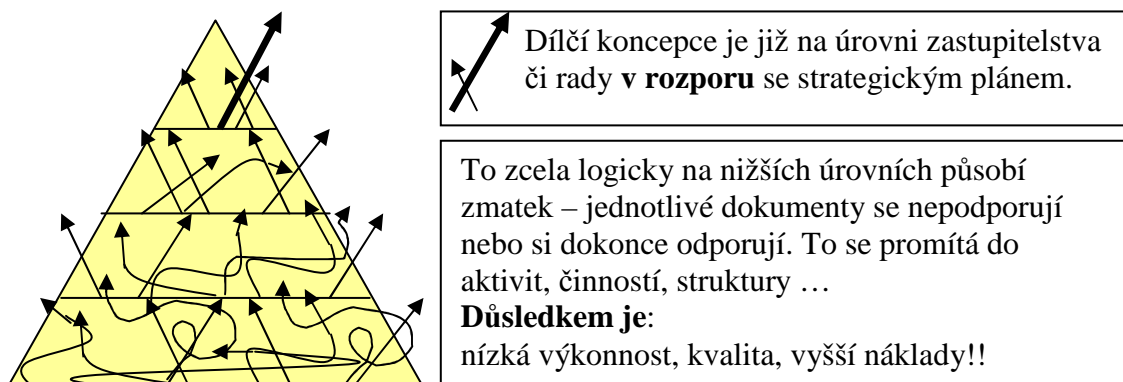 Dílčí koncepce je již na úrovni zastupitelstva
či rady v rozporu se strategickým plánem.
To zcela logicky na nižších úrovních působí
zmatek – jednotlivé dokumenty se nepodporují
nebo si dokonce odporují. To se promítá do
aktivit, činností, struktury …
Důsledkem je:
nízká výkonnost, kvalita, vyšší náklady!!